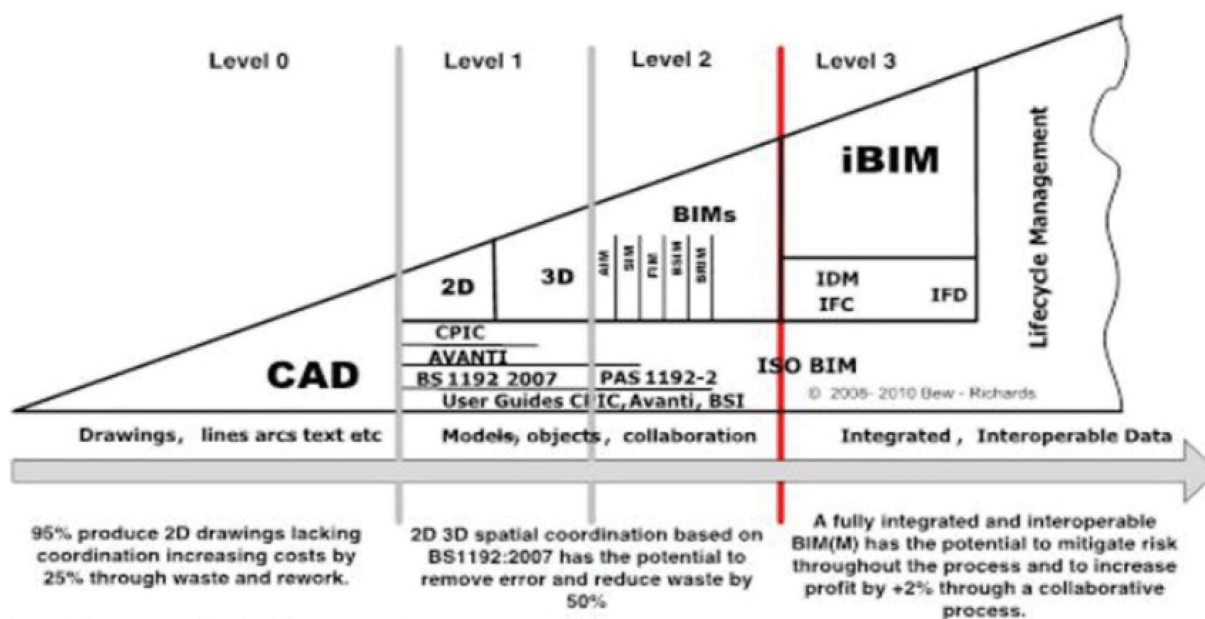 Level 0
Level 1
Level 2
Level 3
iBIM
BIMs
Lifecycle Management
2D
3D
AIM
SIM
FIM
BSIM
BRIM
IDM
IFC
IFD
CAD
CPIC
AVANTI
BS 1192 2007
PAS 1192-2
ISO BIM
User Guides CPIC, Avanti, BSI
© 2008- 2010 Bew - Richards
Drawings, lines arcs text etc
Models, objects, collaboration
Integrated, Interoperable Data
95% produce 2D drawings lacking
coordination increasing costs by
25% through waste and rework.
2D 3D spatial coordination based on
BS1192:2007 has the potential to
remove error and reduce waste by
50%
A fully integrated and interoperable
BIM(M) has the potential to mitigate risk
throughout the process and to increase
profit by +2% through a collaborative
process.